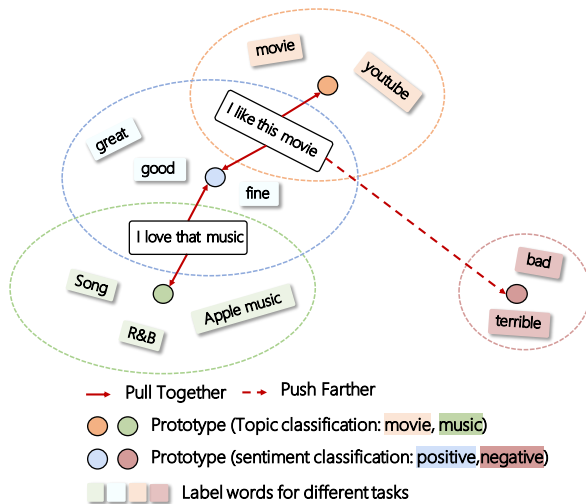 movie
youtube
I like this movie
great
good
fine
I love that music
Song
Apple music
R&B
bad
terrible
Pull Together
Push Farther
Prototype (Topic classification: movie, music)
Prototype (sentiment classification: positive,negative)
Label words for different tasks